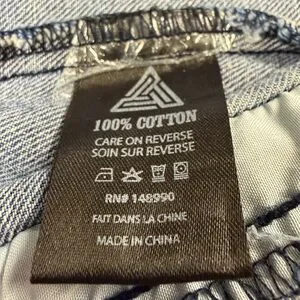 100% COTTON
CARE ON REVERSE
SOIN SUR REVERSE
RN# 148990
FAIT DANS LA CHINE
MADE IN CHINA